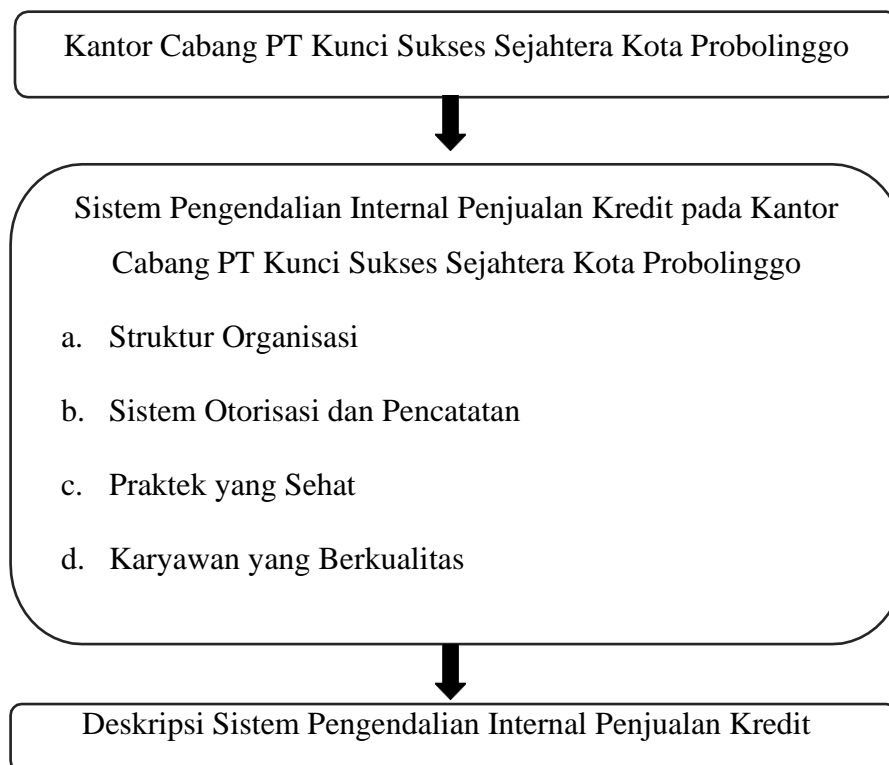 Kantor Cabang PT Kunci Sukses Sejahtera Kota Probolinggo
Sistem Pengendalian Internal Penjualan Kredit pada Kantor
Cabang PT Kunci Sukses Sejahtera Kota Probolinggo
a. Struktur Organisasi
b. Sistem Otorisasi dan Pencatatan
c. Praktek yang Sehat
d. Karyawan yang Berkualitas
Deskripsi Sistem Pengendalian Internal Penjualan Kredit